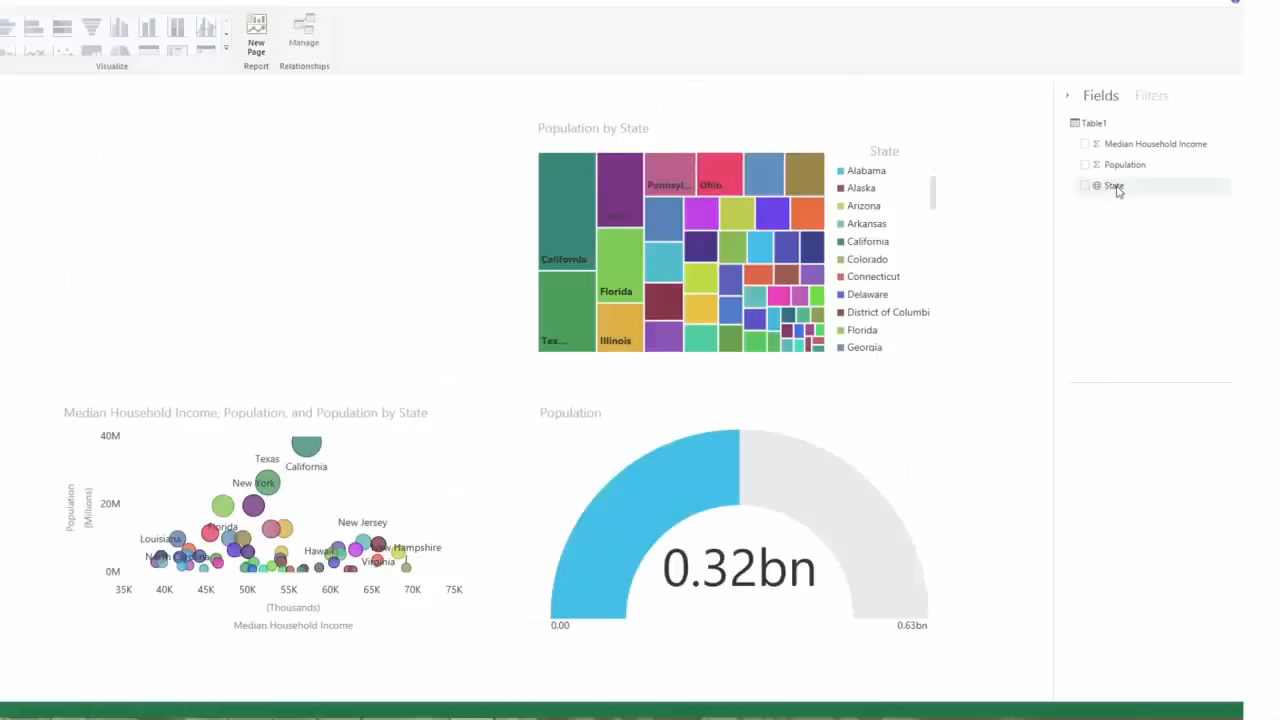 New
Page
Manage
Visualize
Report
Relationships
Fields
Filters
Table1
Median Household Income
Population
State
Population by State
State
Pennsyl...
Ohio
California
Florida
Tex...
Illinois
Alabama
Alaska
Arizona
Arkansas
California
Colorado
Connecticut
Delaware
District of Columbi
Florida
Georgia
Median Household Income, Population, and Population by State
40M
20M
0M
Population
(Millions)
Texas
California
New York
Florida
New Jersey
Louisiana
North Carolina
Hawaii
New Hampshire
Virginia
35K 40K 45K 50K 55K 60K 65K 70K 75K
(Thousands)
Median Household Income
Population
0.32bn
0.00
0.63bn